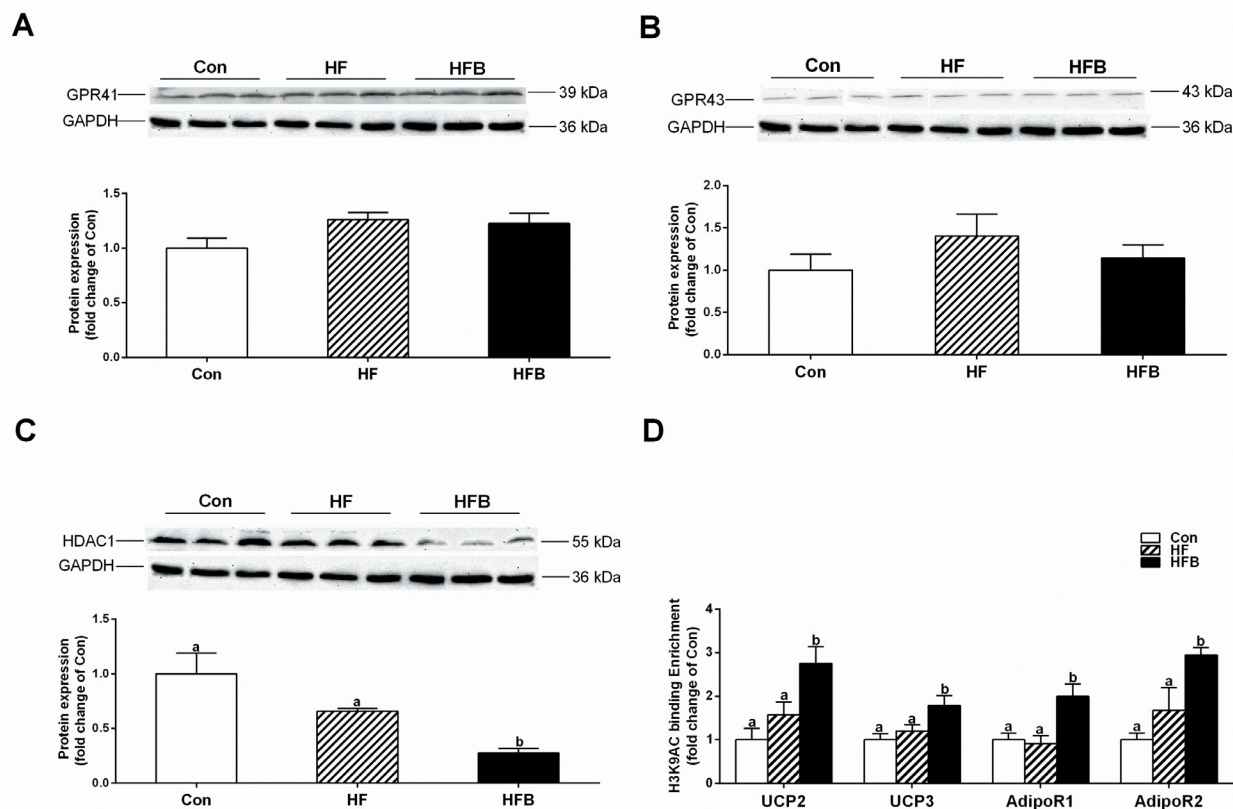 A
Con HF HFB
GPR41 39 kDa
GAPDH 36 kDa
Protein expression
(fold change of Con)
1.5
1.0
0.5
0.0
Con HF HFB
B
Con HF HFB
GPR43 43 kDa
GAPDH 36 kDa
Protein expression
(fold change of Con)
2.0
1.5
1.0
0.5
0.0
Con HF HFB
C
Con HF HFB
HDAC1 55 kDa
GAPDH 36 kDa
Protein expression
(fold change of Con)
1.5
1.0
0.5
0.0
a a b
Con HF HFB
D
Con
HF
HFB
H3K9AC binding Enrichment
(fold change of Con)
4
3
2
1
0
a a b a a b a a b a a b
UCP2 UCP3 AdipoR1 AdipoR2